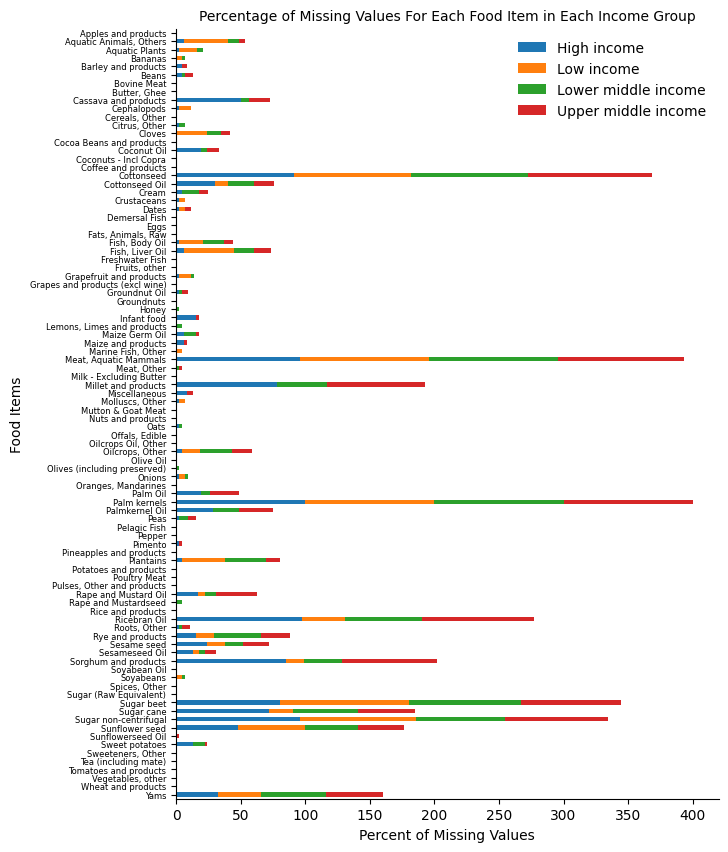 Percentage of Missing Values For Each Food Item in Each Income Group
High income
Low income
Lower middle income
Upper middle income
Food Items
Apples and products
Aquatic Animals, Others
Aquatic Plants
Bananas
Barley and products
Beans
Bovine Meat
Butter, Ghee
Cassava and products
Cephalopods
Cereals, Other
Citrus, Other
Cloves
Cocoa Beans and products
Coconut Oil
Coconuts - Incl Copra
Coffee and products
Cottonseed
Cottonseed Oil
Cream
Crustaceans
Dates
Demersal Fish
Eggs
Fats, Animals, Raw
Fish, Body Oil
Fish, Liver Oil
Freshwater Fish
Fruits, other
Grapefruit and products
Grapes and products (excl wine)
Groundnut Oil
Groundnuts
Honey
Infant food
Lemons, Limes and products
Maize Germ Oil
Maize and products
Marine Fish, Other
Meat, Aquatic Mammals
Meat, Other
Milk - Excluding Butter
Millet and products
Miscellaneous
Molluscs, Other
Mutton & Goat Meat
Nuts and products
Oats
Offals, Edible
Oilcrops Oil, Other
Oilcrops, Other
Olive Oil
Olives (including preserved)
Onions
Oranges, Mandarines
Palm Oil
Palm kernels
Palmkernel Oil
Peas
Pelagic Fish
Pepper
Pimento
Pineapples and products
Plantains
Potatoes and products
Poultry Meat
Pulses, Other and products
Rape and Mustard Oil
Rape and Mustardseed
Rice and products
Ricebran Oil
Roots, Other
Rye and products
Sesame seed
Sesameseed Oil
Sorghum and products
Soyabean Oil
Soyabeans
Spices, Other
Sugar (Raw Equivalent)
Sugar beet
Sugar cane
Sugar non-centrifugal
Sunflower seed
Sunflowerseed Oil
Sweet potatoes
Sweeteners, Other
Tea (including mate)
Tomatoes and products
Vegetables, other
Wheat and products
Yams
0 50 100 150 200 250 300 350 400
Percent of Missing Values